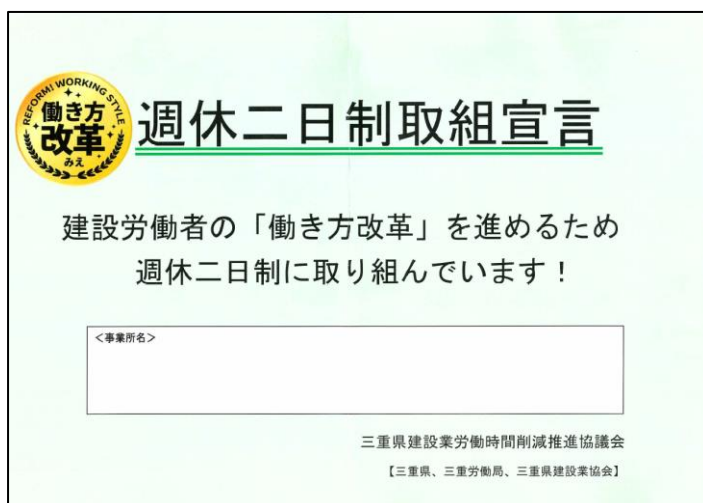 REFORM! WORKING STYLE
働き方
改革
みえ
週休二日制取組宣言
建設労働者の「働き方改革」を進めるため
週休二日制に取り組んでいます！
＜事業所名＞
三重県建設業労働時間削減推進協議会
【三重県、三重労働局、三重県建設業協会】